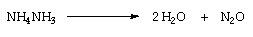 NH4NH3 ⟶ 2 H2O + N2O